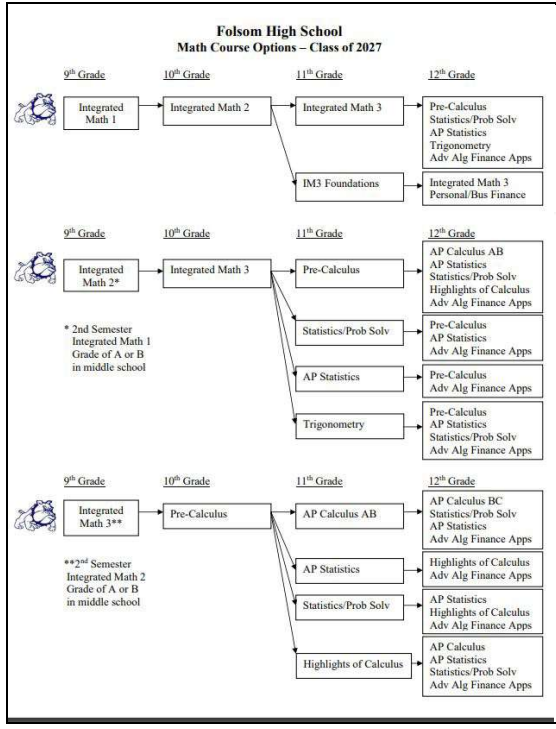 Folsom High School
Math Course Options – Class of 2027
9th Grade 10th Grade 11th Grade 12th Grade
Integrated
Math 1
Integrated Math 2
Integrated Math 3
Pre-Calculus
Statistics/Prob Solv
AP Statistics
Trigonometry
Adv Alg Finance Apps
IM3 Foundations
Integrated Math 3
Personal/Bus Finance
9th Grade 10th Grade 11th Grade 12th Grade
Integrated
Math 2*
Integrated Math 3
Pre-Calculus
AP Calculus AB
AP Statistics
Statistics/Prob Solv
Highlights of Calculus
Adv Alg Finance Apps
* 2nd Semester
Integrated Math 1
Grade of A or B
in middle school
Statistics/Prob Solv
Pre-Calculus
AP Statistics
Adv Alg Finance Apps
AP Statistics
Pre-Calculus
Adv Alg Finance Apps
Trigonometry
Pre-Calculus
AP Statistics
Statistics/Prob Solv
Adv Alg Finance Apps
9th Grade 10th Grade 11th Grade 12th Grade
Integrated
Math 3**
Pre-Calculus
AP Calculus AB
AP Calculus BC
Statistics/Prob Solv
AP Statistics
Adv Alg Finance Apps
**2nd Semester
Integrated Math 2
Grade of A or B
in middle school
AP Statistics
Highlights of Calculus
Adv Alg Finance Apps
Statistics/Prob Solv
AP Statistics
Highlights of Calculus
Adv Alg Finance Apps
Highlights of Calculus
AP Calculus
AP Statistics
Statistics/Prob Solv
Adv Alg Finance Apps